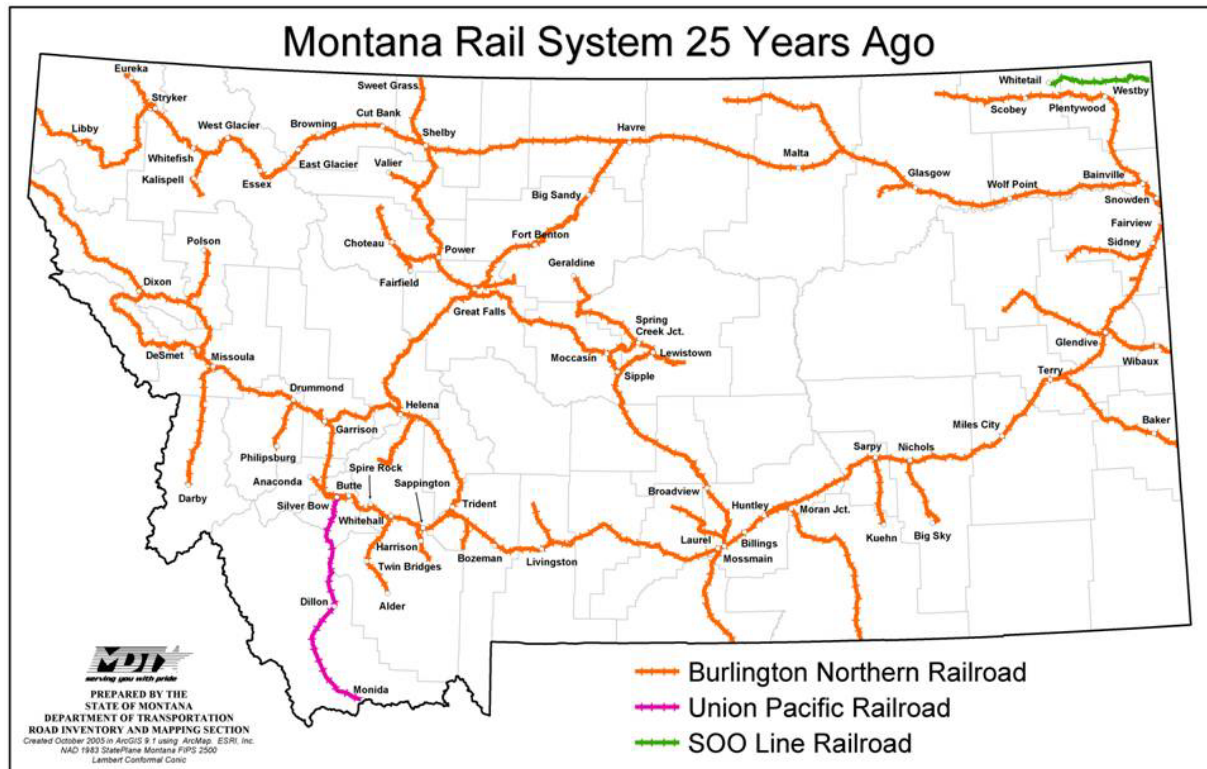 Montana Rail System 25 Years Ago
Eureka
Stryker
Libby
West Glacier
Whitefish
Kalispell
Essex
Browning
East Glacier
Cut Bank
Sweet Grass
Shelby
Valier
Havre
Big Sandy
Fort Benton
Malta
Glasgow
Wolf Point
Whitetail
Westby
Scobey
Plentywood
Bainville
Snowden
Fairview
Sidney
Polson
Dixon
DeSmet
Missoula
Choteau
Fairfield
Power
Great Falls
Geraldine
Spring
Creek Jct.
Moccasin
Lewistown
Sipple
Glendive
Wibaux
Terry
Baker
Miles City
Drummond
Garrison
Helena
Philipsburg
Darby
Anaconda
Silver Bow
Butte
Spire Rock
Sappington
Whitehall
Harrison
Twin Bridges
Alder
Trident
Bozeman
Livingston
Broadview
Laurel
Mossmain
Huntley
Billings
Moran Jct.
Sarpy
Nichols
Kuehn
Big Sky
Dillon
Monida
MDT
serving you with pride
PREPARED BY THE
STATE OF MONTANA
DEPARTMENT OF TRANSPORTATION
ROAD INVENTORY AND MAPPING SECTION
Created October 2005 in ArcGIS 9.1 using ArcMap. ESRI, Inc.
NAD 1983 StatePlane Montana FIPS 2500
Lambert Conformal Conic
Burlington Northern Railroad
Union Pacific Railroad
SOO Line Railroad